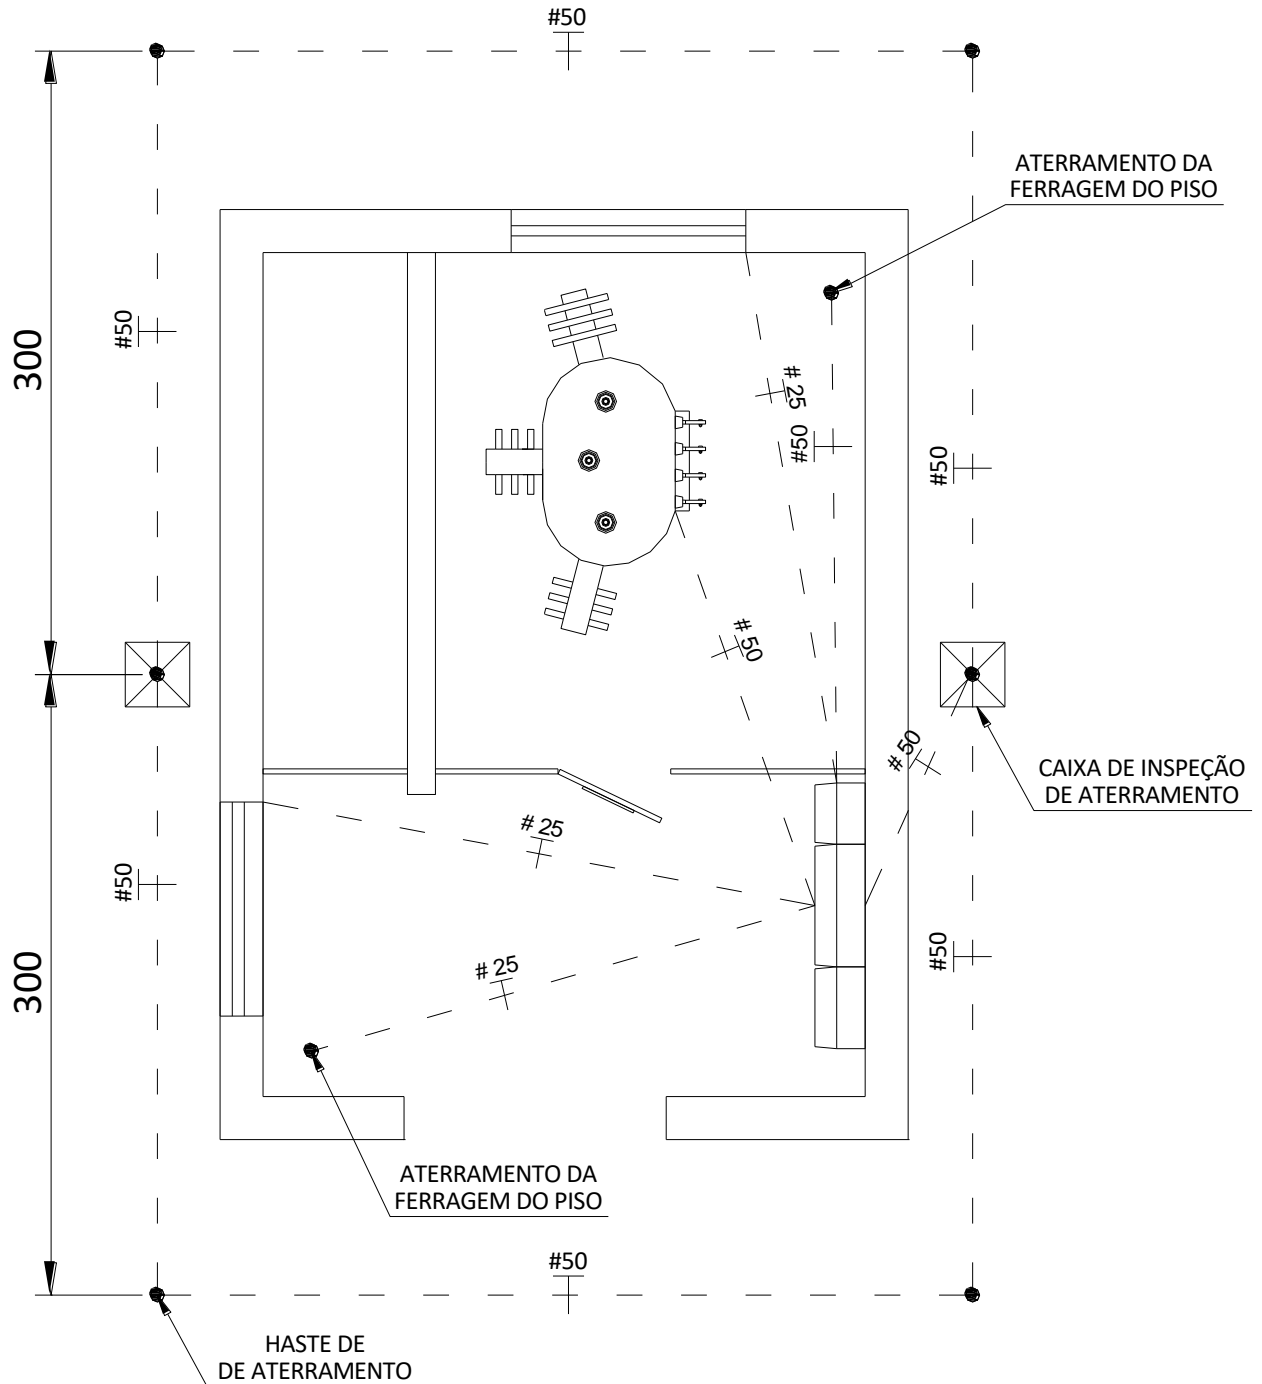 #50
ATERRAMENTO DA
FERRAGEM DO PISO
#50
300
# 25
#50
#50
# 50
# 50
CAIXA DE INSPEÇÃO
DE ATERRAMENTO
# 25
#50
300
# 25
#50
ATERRAMENTO DA
FERRAGEM DO PISO
#50
HASTE DE
DE ATERRAMENTO